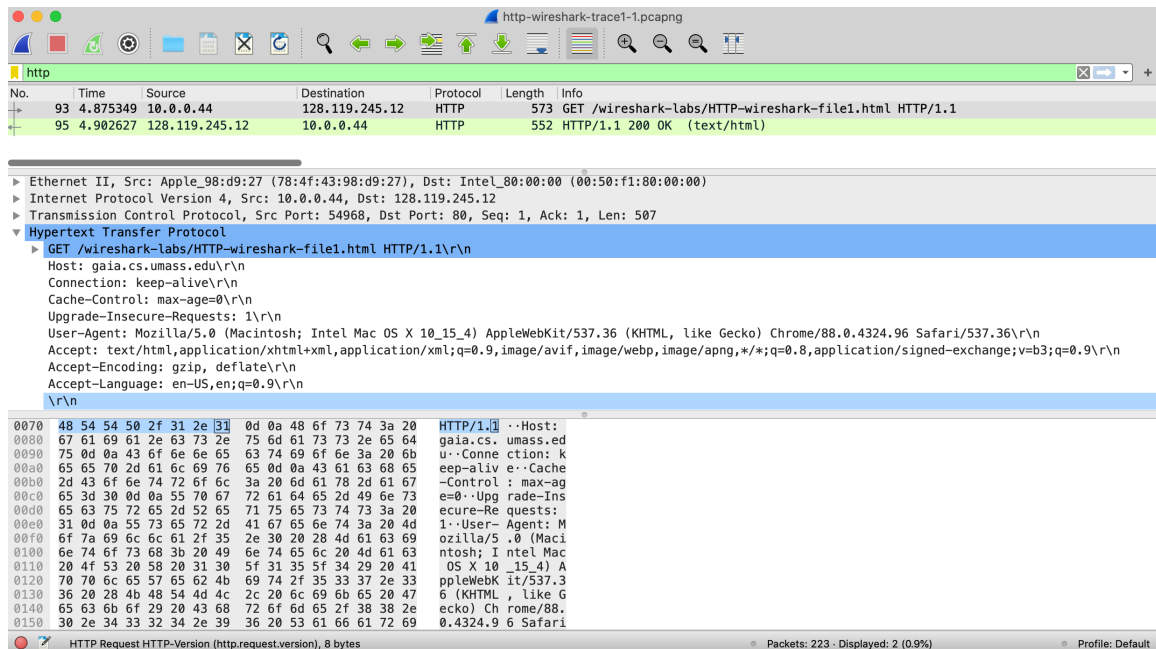 http-wireshark-trace1-1.pcapng
http
No. Time Source Destination Protocol Length Info
93 4.875349 10.0.0.44 128.119.245.12 HTTP 573 GET /wireshark-labs/HTTP-wireshark-file1.html HTTP/1.1
95 4.902627 128.119.245.12 10.0.0.44 HTTP 552 HTTP/1.1 200 OK (text/html)
Ethernet II, Src: Apple_98:d9:27 (78:4f:43:98:d9:27), Dst: Intel_80:00:00 (00:50:f1:80:00:00)
Internet Protocol Version 4, Src: 10.0.0.44, Dst: 128.119.245.12
Transmission Control Protocol, Src Port: 54968, Dst Port: 80, Seq: 1, Ack: 1, Len: 507
Hypertext Transfer Protocol
GET /wireshark-labs/HTTP-wireshark-file1.html HTTP/1.1\r\n
Host: gaia.cs.umass.edu\r\n
Connection: keep-alive\r\n
Cache-Control: max-age=0\r\n
Upgrade-Insecure-Requests: 1\r\n
User-Agent: Mozilla/5.0 (Macintosh; Intel Mac OS X 10_15_4) AppleWebKit/537.36 (KHTML, like Gecko) Chrome/88.0.4324.96 Safari/537.36\r\n
Accept: text/html,application/xhtml+xml,application/xml;q=0.9,image/avif,image/webp,image/apng,*/*;q=0.8,application/signed-exchange;v=b3;q=0.9\r\n
Accept-Encoding: gzip, deflate\r\n
Accept-Language: en-US,en;q=0.9\r\n
\r\n
0070 48 54 54 50 2f 31 2e 31 0d 0a 48 6f 73 74 3a 20 HTTP/1.1 ··Host:
0080 67 61 69 61 2e 63 73 2e 75 6d 61 73 73 2e 65 64 gaia.cs. umass.ed
0090 75 0d 0a 43 6f 6e 6e 65 63 74 69 6f 6e 3a 20 6b u··Conne ction: k
00a0 65 65 70 2d 61 6c 69 76 65 0d 0a 43 61 63 68 65 eep-aliv e··Cache
00b0 2d 43 6f 6e 74 72 6f 6c 3a 20 6d 61 78 2d 61 67 -Control : max-ag
00c0 65 3d 30 0d 0a 55 70 67 72 61 64 65 2d 49 6e 73 e=0··Upg rade-Ins
00d0 65 63 75 72 65 2d 52 65 71 75 65 73 74 73 3a 20 ecure-Re quests:
00e0 31 0d 0a 55 73 65 72 2d 41 67 65 6e 74 3a 20 4d 1··User- Agent: M
00f0 6f 7a 69 6c 6c 61 2f 35 2e 30 20 28 4d 61 63 69 ozilla/5 .0 (Maci
0100 6e 74 6f 73 68 3b 20 49 6e 74 65 6c 20 4d 61 63 ntosh; I ntel Mac
0110 20 4f 53 20 58 20 31 30 5f 31 35 5f 34 29 20 41 OS X 10 _15_4) A
0120 70 70 6c 65 57 65 62 4b 69 74 2f 35 33 37 2e 33 ppleWebK it/537.3
0130 36 20 28 4b 48 54 4d 4c 2c 20 6c 69 6b 65 20 47 6 (KHTML , like G
0140 65 63 6b 6f 29 20 43 68 72 6f 6d 65 2f 38 38 2e ecko) Ch rome/88.
0150 30 2e 34 33 32 34 2e 39 36 20 53 61 66 61 72 69 0.4324.9 6 Safari
HTTP Request HTTP-Version (http.request.version), 8 bytes Packets: 223 · Displayed: 2 (0.9%) Profile: Default